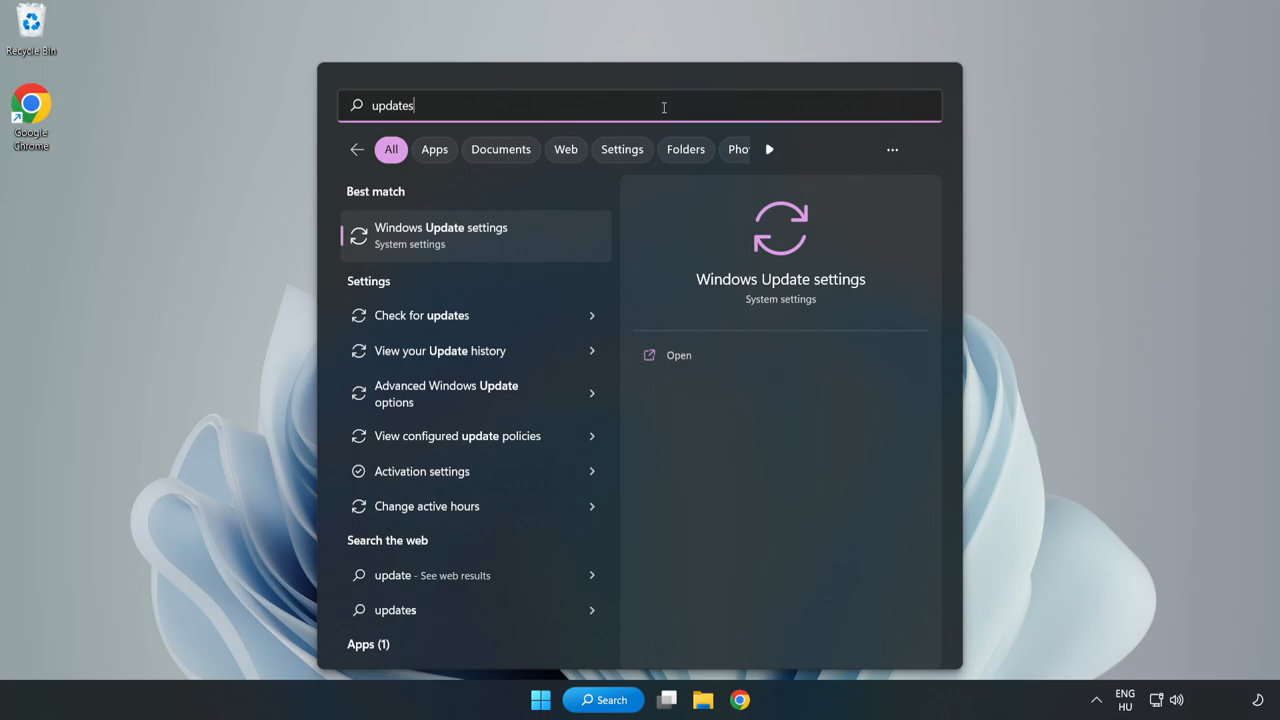 Recycle Bin
Google
Chrome
updates
All
Apps
Documents
Web
Settings
Folders
Pho
Best match
Windows Update settings
System settings
Settings
Check for updates
View your Update history
Advanced Windows Update
options
View configured update policies
Activation settings
Change active hours
Search the web
update - See web results
updates
Apps (1)
Windows Update settings
System settings
Open
Search
ENG
HU